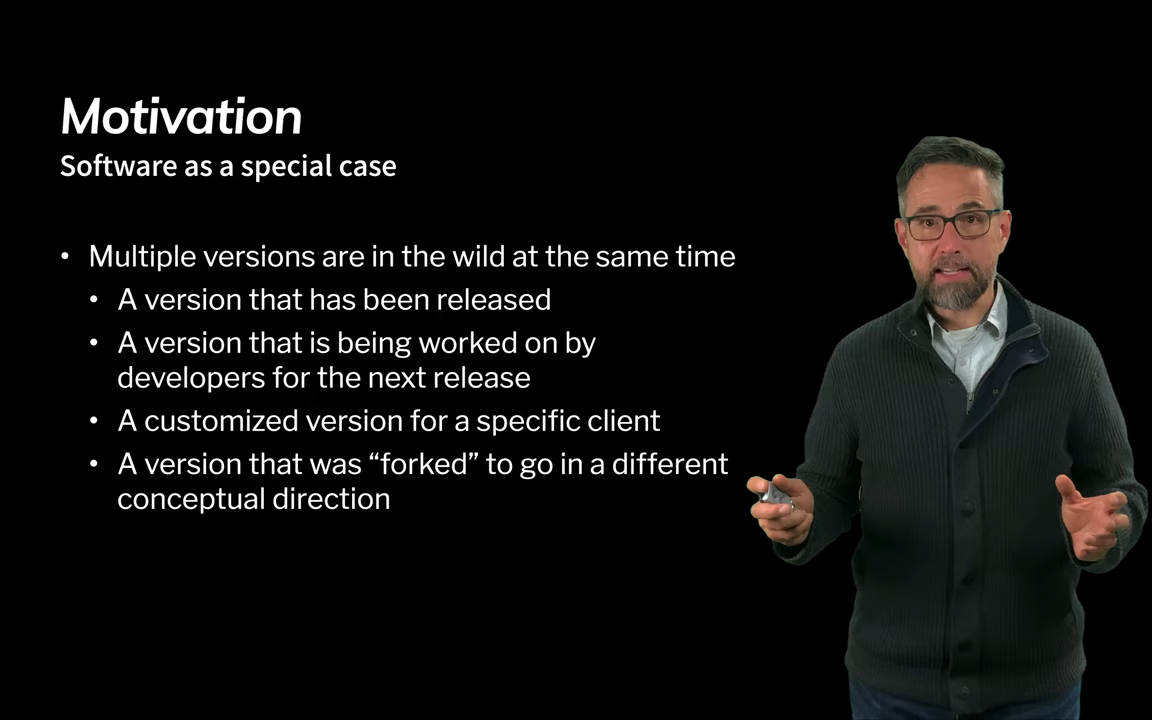 Motivation
Software as a special case
• Multiple versions are in the wild at the same time
• A version that has been released
• A version that is being worked on by
developers for the next release
• A customized version for a specific client
• A version that was “forked” to go in a different
conceptual direction